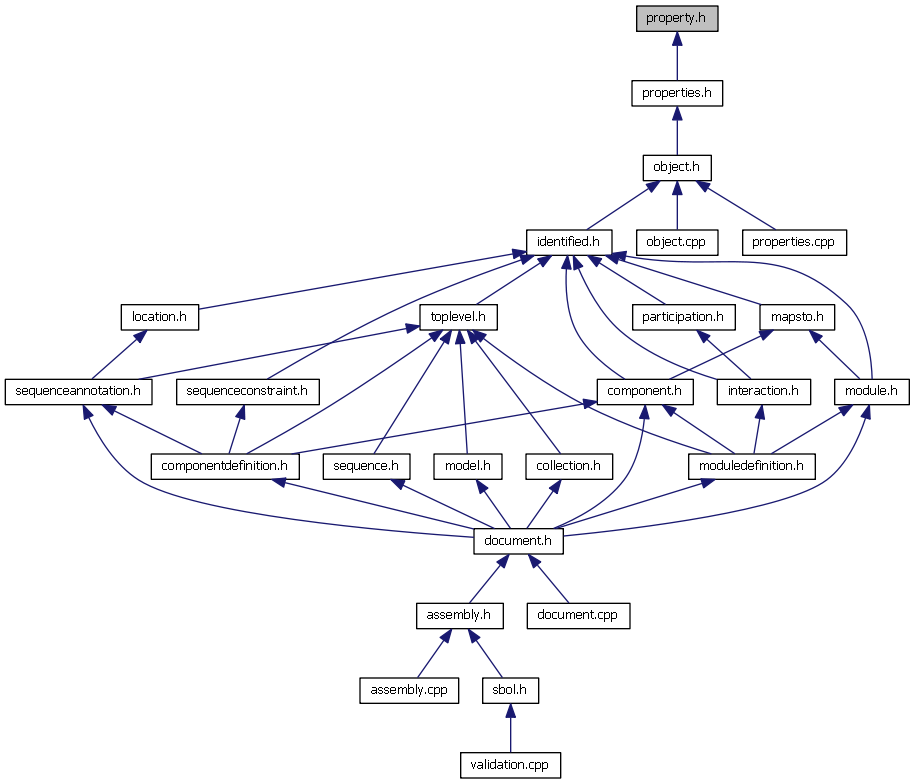 property.h
properties.h
object.h
identified.h
object.cpp
properties.cpp
location.h
toplevel.h
participation.h
mapsto.h
sequenceannotation.h
sequenceconstraint.h
component.h
interaction.h
module.h
componentdefinition.h
sequence.h
model.h
collection.h
moduledefinition.h
document.h
assembly.h
document.cpp
assembly.cpp
sbol.h
validation.cpp